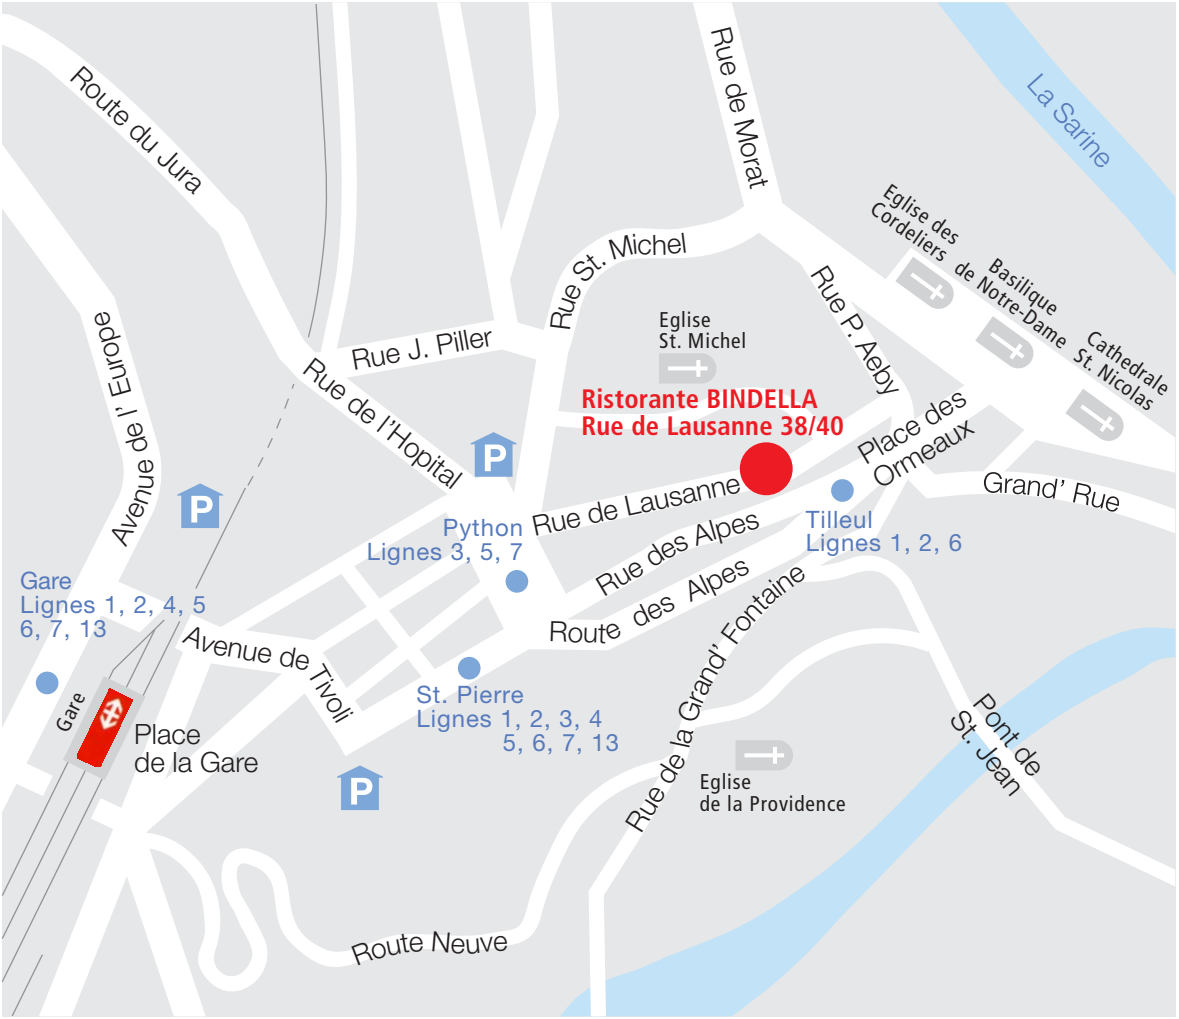 Route du Jura
Rue de Morat
La Sarine
Eglise des
Cordeliers
Basilique
de Notre-Dame
Cathedrale
St. Nicolas
Rue St. Michel
Rue P. Aeby
Avenue de l' Europe
Rue J. Piller
Eglise
St. Michel
Rue de l'Hopital
Ristorante BINDELLA
Rue de Lausanne 38/40
Place des
Ormeaux
P
P
Grand' Rue
Rue de Lausanne
Python
Lignes 3, 5, 7
Rue des Alpes
Tilleul
Lignes 1, 2, 6
Gare
Lignes 1, 2, 4, 5
6, 7, 13
Route des Alpes
Avenue de Tivoli
Rue de la Grand' Fontaine
St. Pierre
Lignes 1, 2, 3, 4
5, 6, 7, 13
Gare
Place
de la Gare
Pont de
St. Jean
P
Eglise
de la Providence
Route Neuve